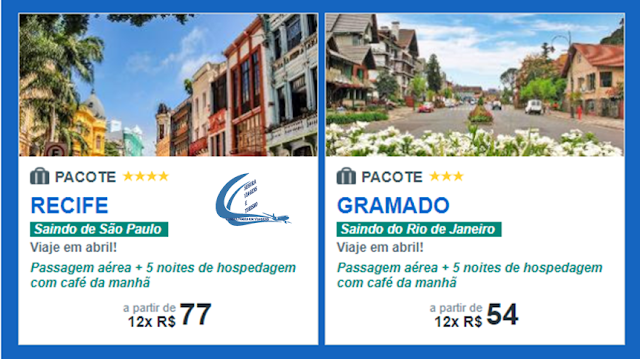 PACOTE
RECIFE
Saindo de São Paulo
Viaje em abril!
Passagem aérea + 5 noites de hospedagem
com café da manhã
a partir de
12x R$ 77
PACOTE
GRAMADO
Saindo do Rio de Janeiro
Viaje em abril!
Passagem aérea + 5 noites de hospedagem
com café da manhã
a partir de
12x R$ 54